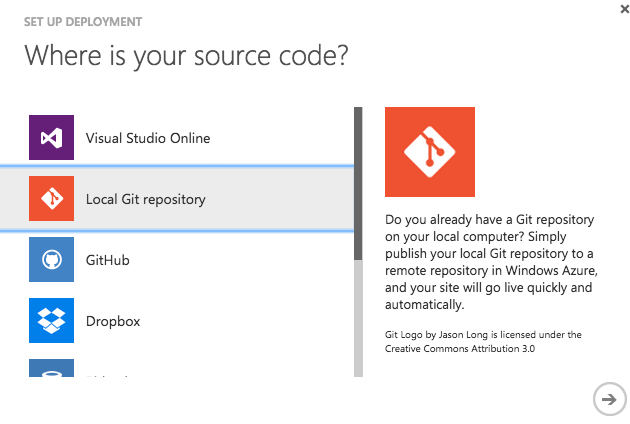 SET UP DEPLOYMENT
Where is your source code?
Visual Studio Online
Local Git repository
GitHub
Dropbox
Do you already have a Git repository
on your local computer? Simply
publish your local Git repository to a
remote repository in Windows Azure,
and your site will go live quickly and
automatically.
Git Logo by Jason Long is licensed under the
Creative Commons Attribution 3.0